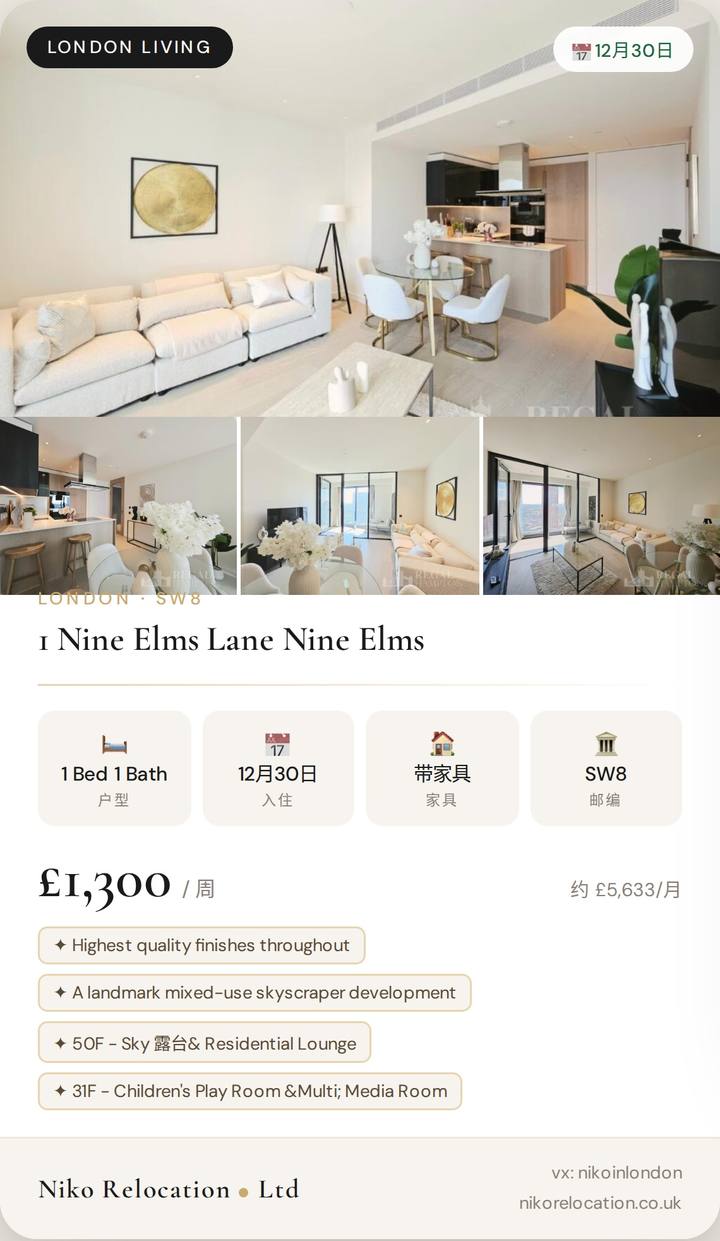 LONDON LIVING
📅12月30日
REGAL
LONDON · SW8
1 Nine Elms Lane Nine Elms
1 Bed 1 Bath
户型
12月30日
入住
带家具
家具
SW8
邮编
£1,300 / 周
约 £5,633/月
✦ Highest quality finishes throughout
✦ A landmark mixed-use skyscraper development
✦ 50F - Sky 露台& Residential Lounge
✦ 31F - Children's Play Room &Multi; Media Room
Niko Relocation ● Ltd
vx: nikoinlondon
nikorelocation.co.uk